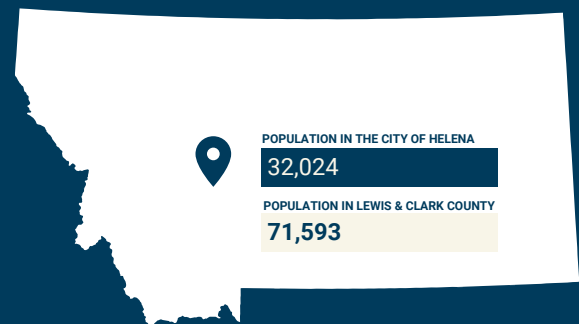 POPULATION IN THE CITY OF HELENA
32,024
POPULATION IN LEWIS & CLARK COUNTY
71,593